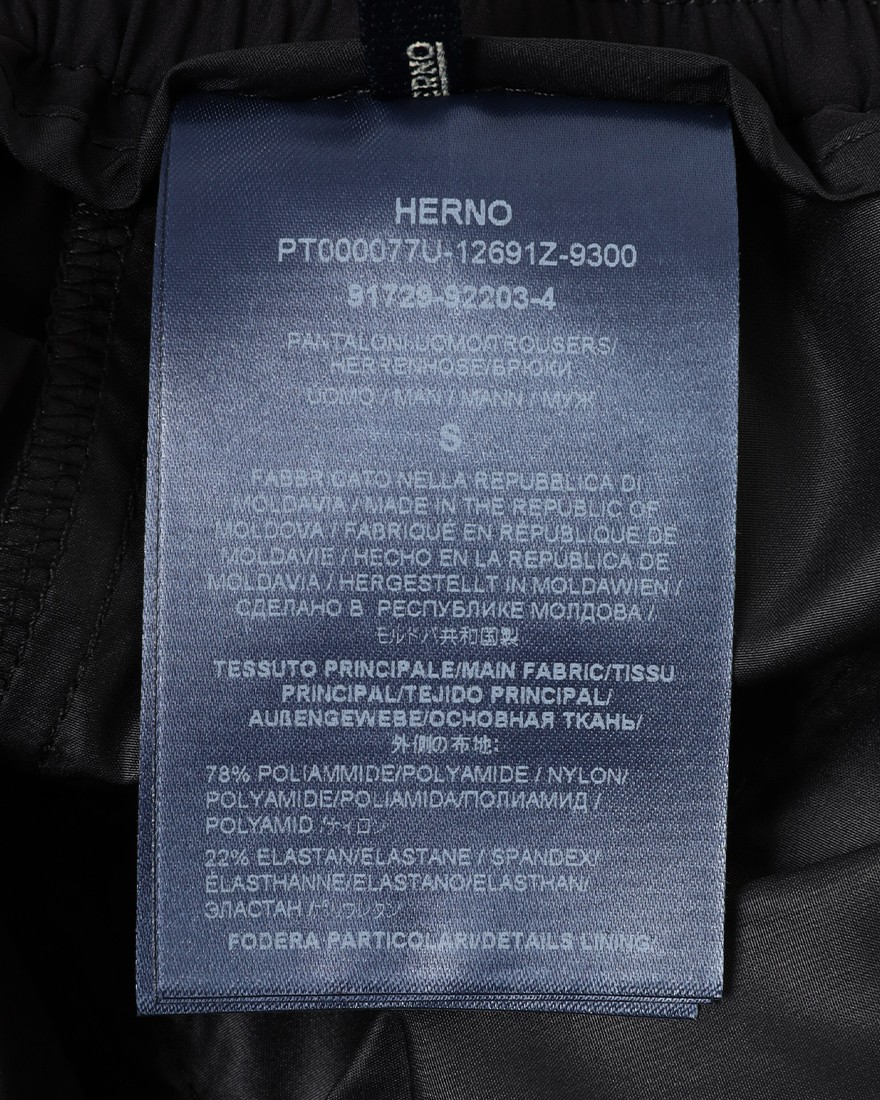 ERNO
HERNO
PT000077U-12691Z-9300
91729-92203-4
PANTALONI UOMO/TROUSERS/
HERRENHOSE/БРЮКИ
UOMO / MAN / MANN / МУЖ
S
FABBRICATO NELLA REPUBBLICA DI
MOLDAVIA / MADE IN THE REPUBLIC OF
MOLDOVA / FABRIQUÉ EN RÉPUBLIQUE DE
MOLDAVIE / HECHO EN LA REPÚBLICA DE
MOLDAVIA / HERGESTELLT IN MOLDAWIEN /
СДЕЛАНО В РЕСПУБЛИКЕ МОЛДОВА /
モルドバ共和国製
TESSUTO PRINCIPALE/MAIN FABRIC/TISSU
PRINCIPAL/TEJIDO PRINCIPAL/
AUßENGEWEBE/ОСНОВНАЯ ТКАНЬ/
外側の布地:
78% POLIAMMIDE/POLYAMIDE / NYLON/
POLYAMIDE/POLIAMIDA/ПОЛИАМИД /
POLYAMID /ナイロン
22% ELASTAN/ELASTANE / SPANDEX/
ÉLASTHANNE/ELASTANO/ELASTHAN/
ЭЛАСТАН /ポリウレタン
FODERA PARTICOLARI/DETAILS LINING/